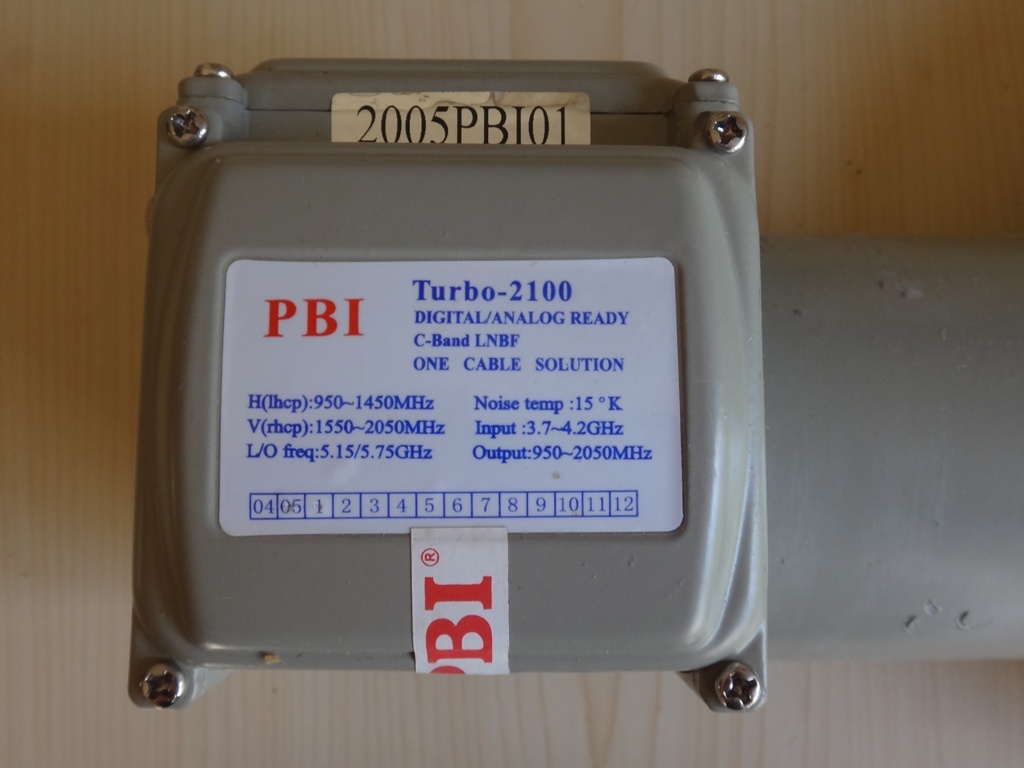 2005PBI01
PBI
Turbo-2100
DIGITAL/ANALOG READY
C-Band LNBF
ONE CABLE SOLUTION
H(lhcp):950~1450MHz
Noise temp :15 °K
V(rhcp):1550~2050MHz
Input :3.7~4.2GHz
L/O freq:5.15/5.75GHz
Output:950~2050MHz
04 05 1 2 3 4 5 6 7 8 9 10 11 12
PBI®